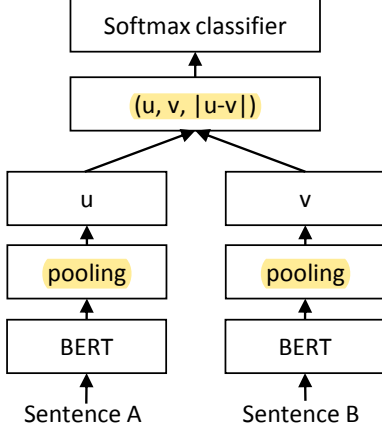 Softmax classifier
(u, v, |u-v|)
u
v
pooling
pooling
BERT
BERT
Sentence A
Sentence B